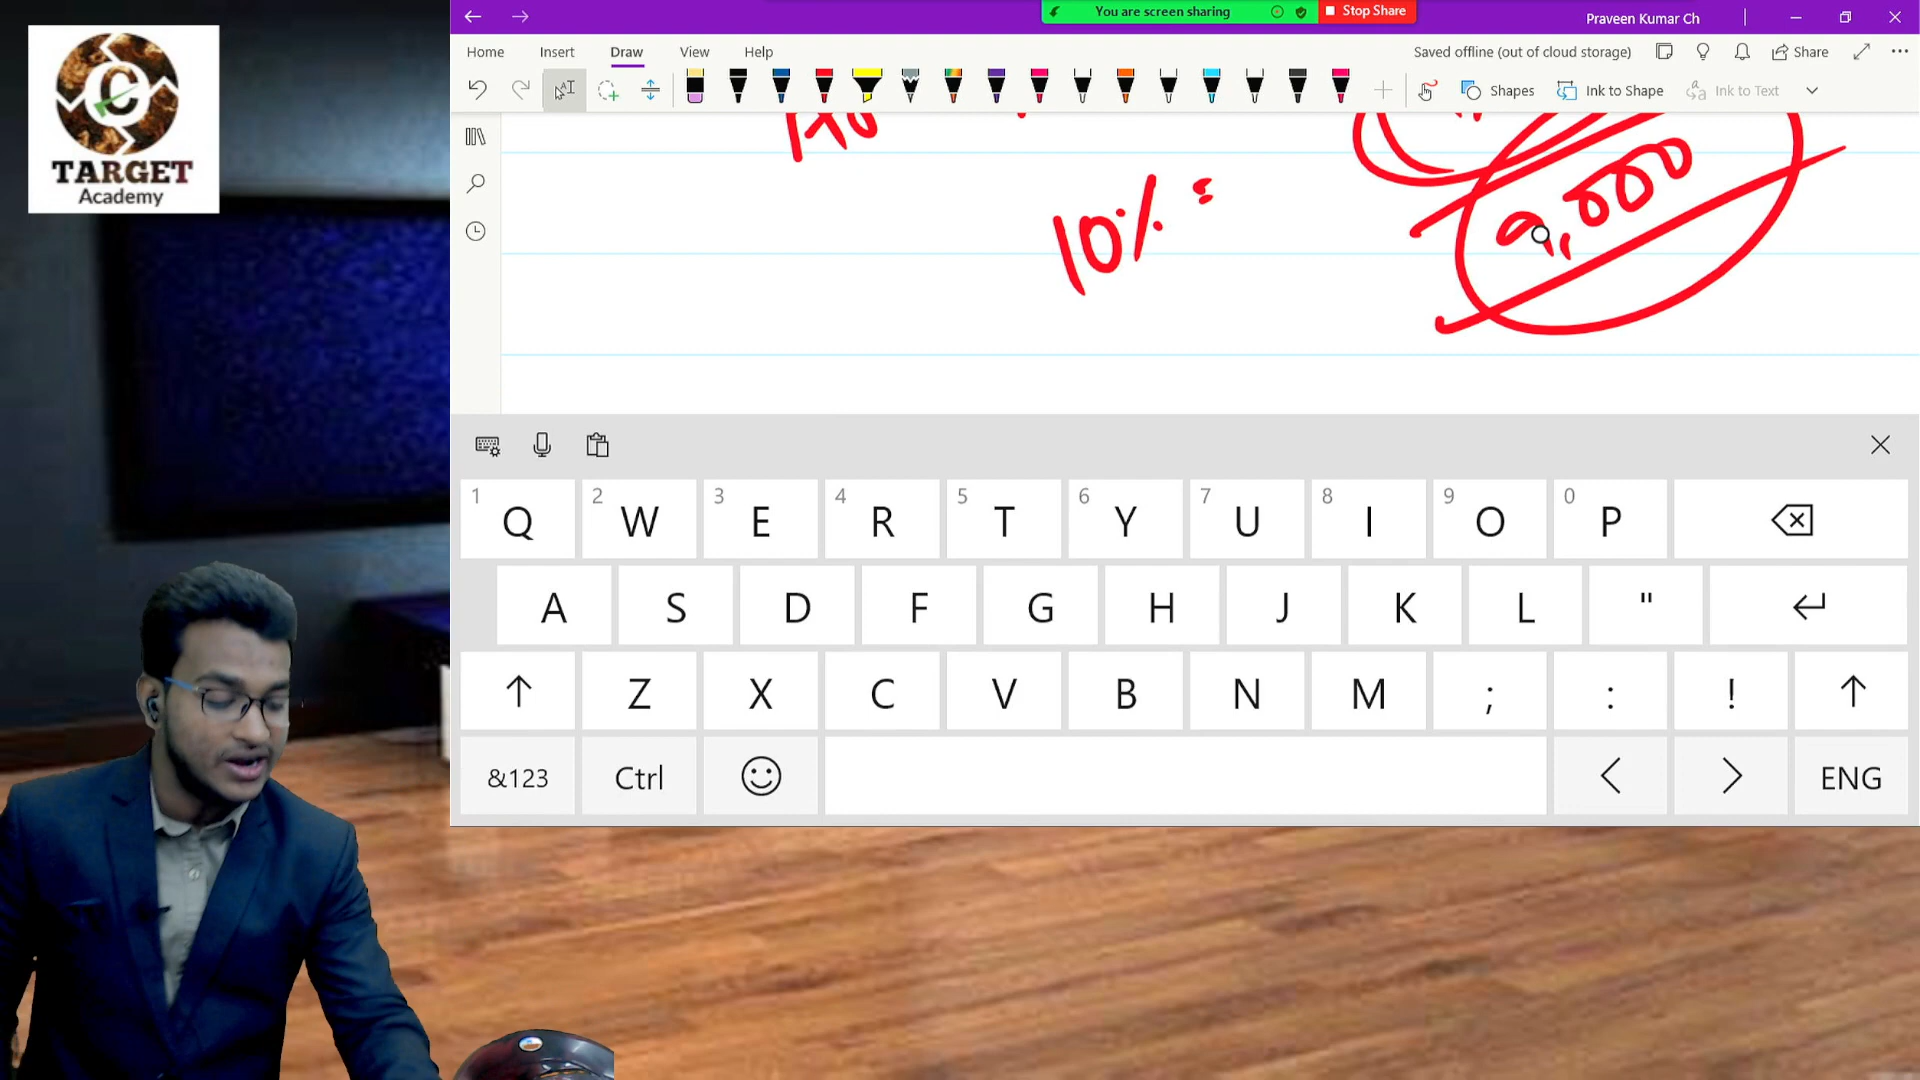 You are screen sharing
Stop Share
Praveen Kumar Ch
Home Insert Draw View Help
Saved offline (out of cloud storage)
Share
Shapes Ink to Shape Ink to Text
TARGET
Academy
10% =
9,000
1 Q 2 W 3 E 4 R 5 T 6 Y 7 U 8 I 9 O 0 P
A S D F G H J K L "
Z X C V B N M ; : !
&123 Ctrl ENG